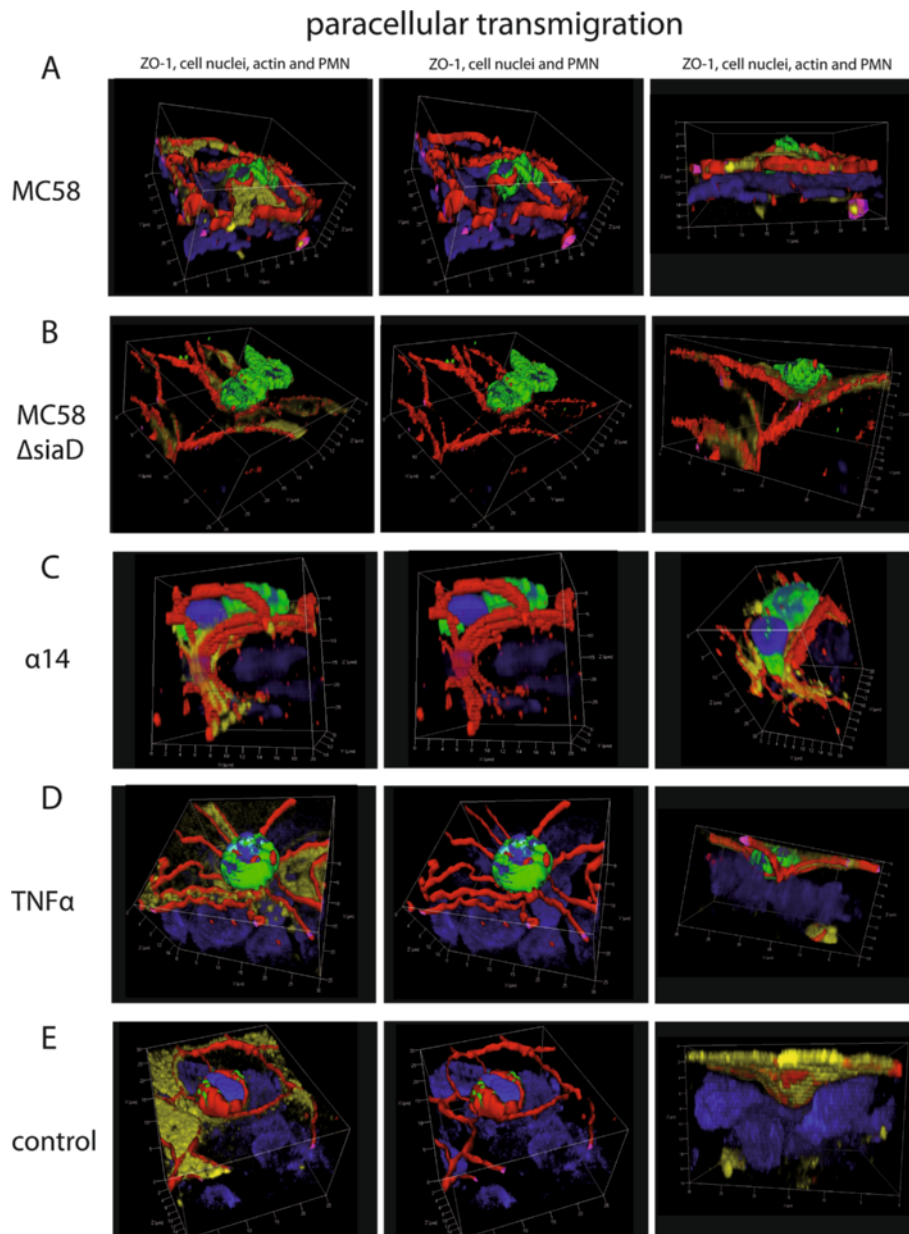 paracellular transmigration
A
ZO-1, cell nuclei, actin and PMN
ZO-1, cell nuclei and PMN
ZO-1, cell nuclei, actin and PMN
MC58
B
MC58
ΔsiaD
C
α14
D
TNFα
E
control